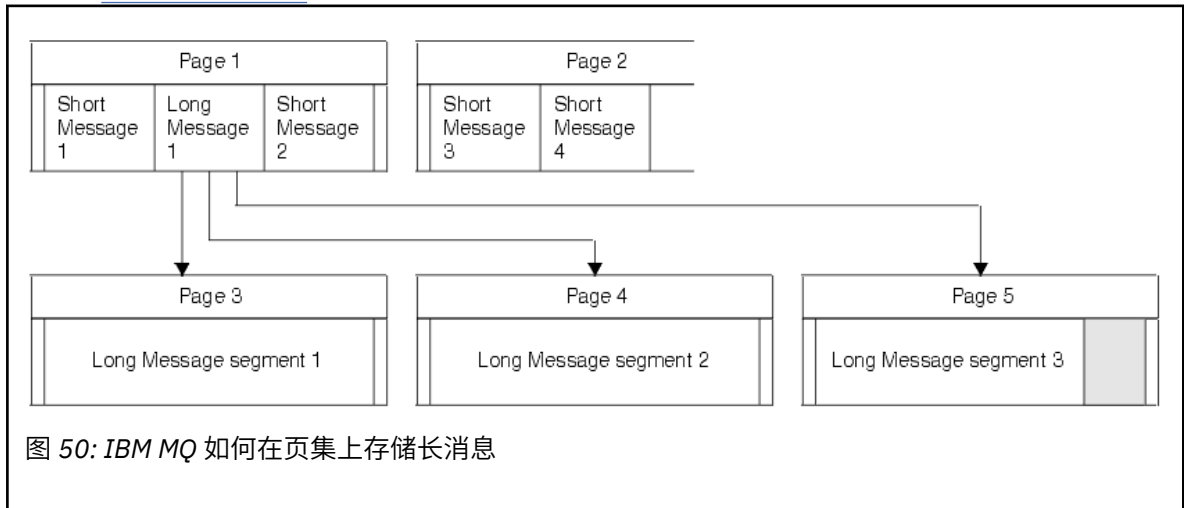 Page 1
Page 2
Short
Message
1
Long
Message
1
Short
Message
2
Short
Message
3
Short
Message
4
Page 3
Page 4
Page 5
Long Message segment 1
Long Message segment 2
Long Message segment 3
图 50: IBM MQ 如何在页集上存储长消息